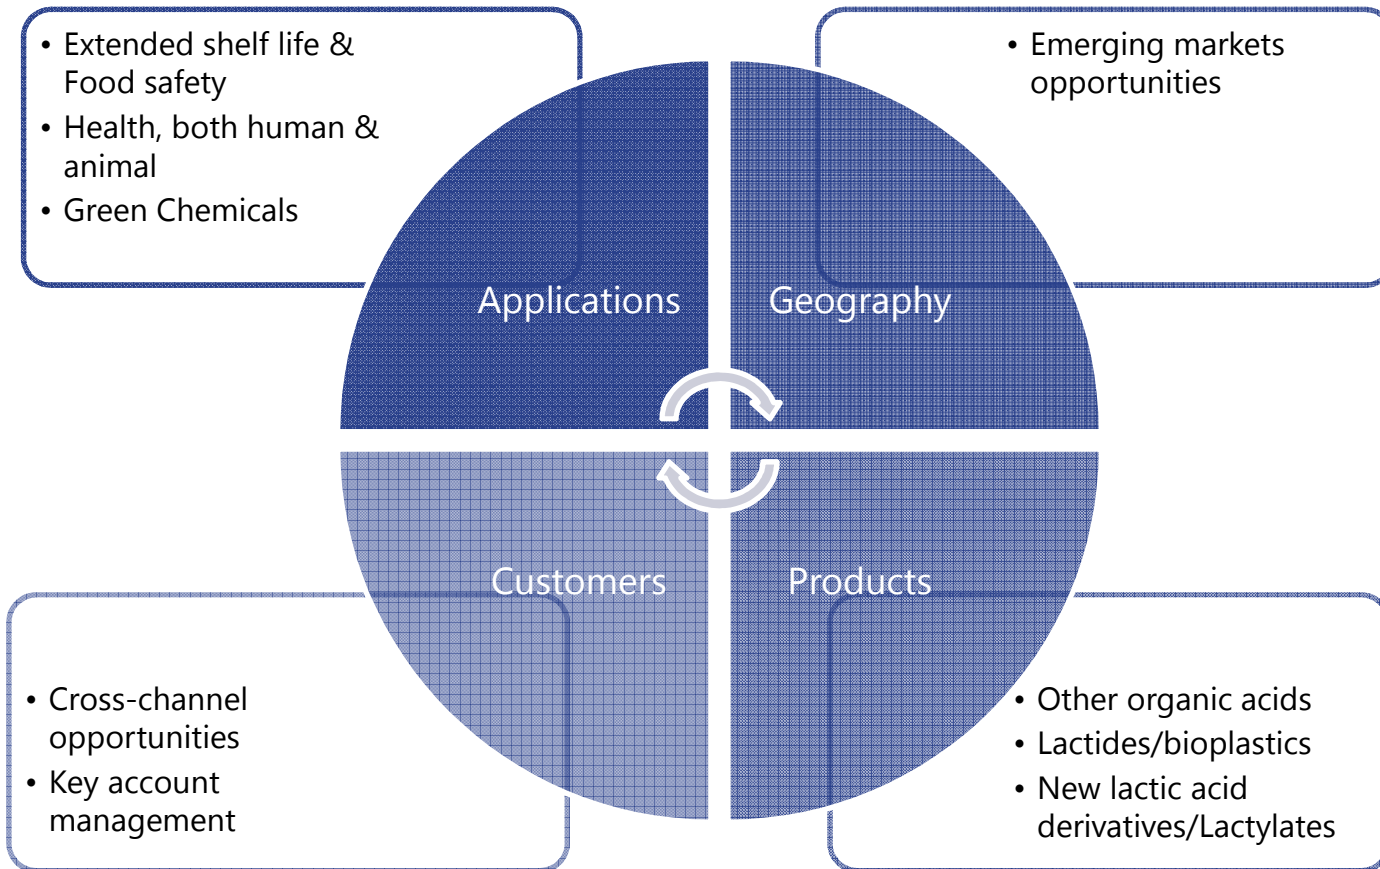 • Extended shelf life &
Food safety
• Health, both human &
animal
• Green Chemicals
• Emerging markets
opportunities
Applications
Geography
Customers
Products
• Cross-channel
opportunities
• Key account
management
• Other organic acids
• Lactides/bioplastics
• New lactic acid
derivatives/Lactylates